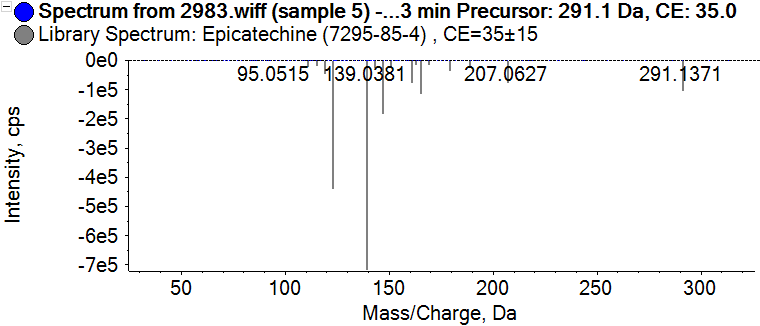 Spectrum from 2983.wiff (sample 5) -...3 min Precursor: 291.1 Da, CE: 35.0
Library Spectrum: Epicatechine (7295-85-4) , CE=35±15
0e0
95.0515 139.0381 207.0627 291.1371
-1e5
-2e5
-3e5
-4e5
-5e5
-6e5
-7e5
Intensity, cps
50 100 150 200 250 300
Mass/Charge, Da